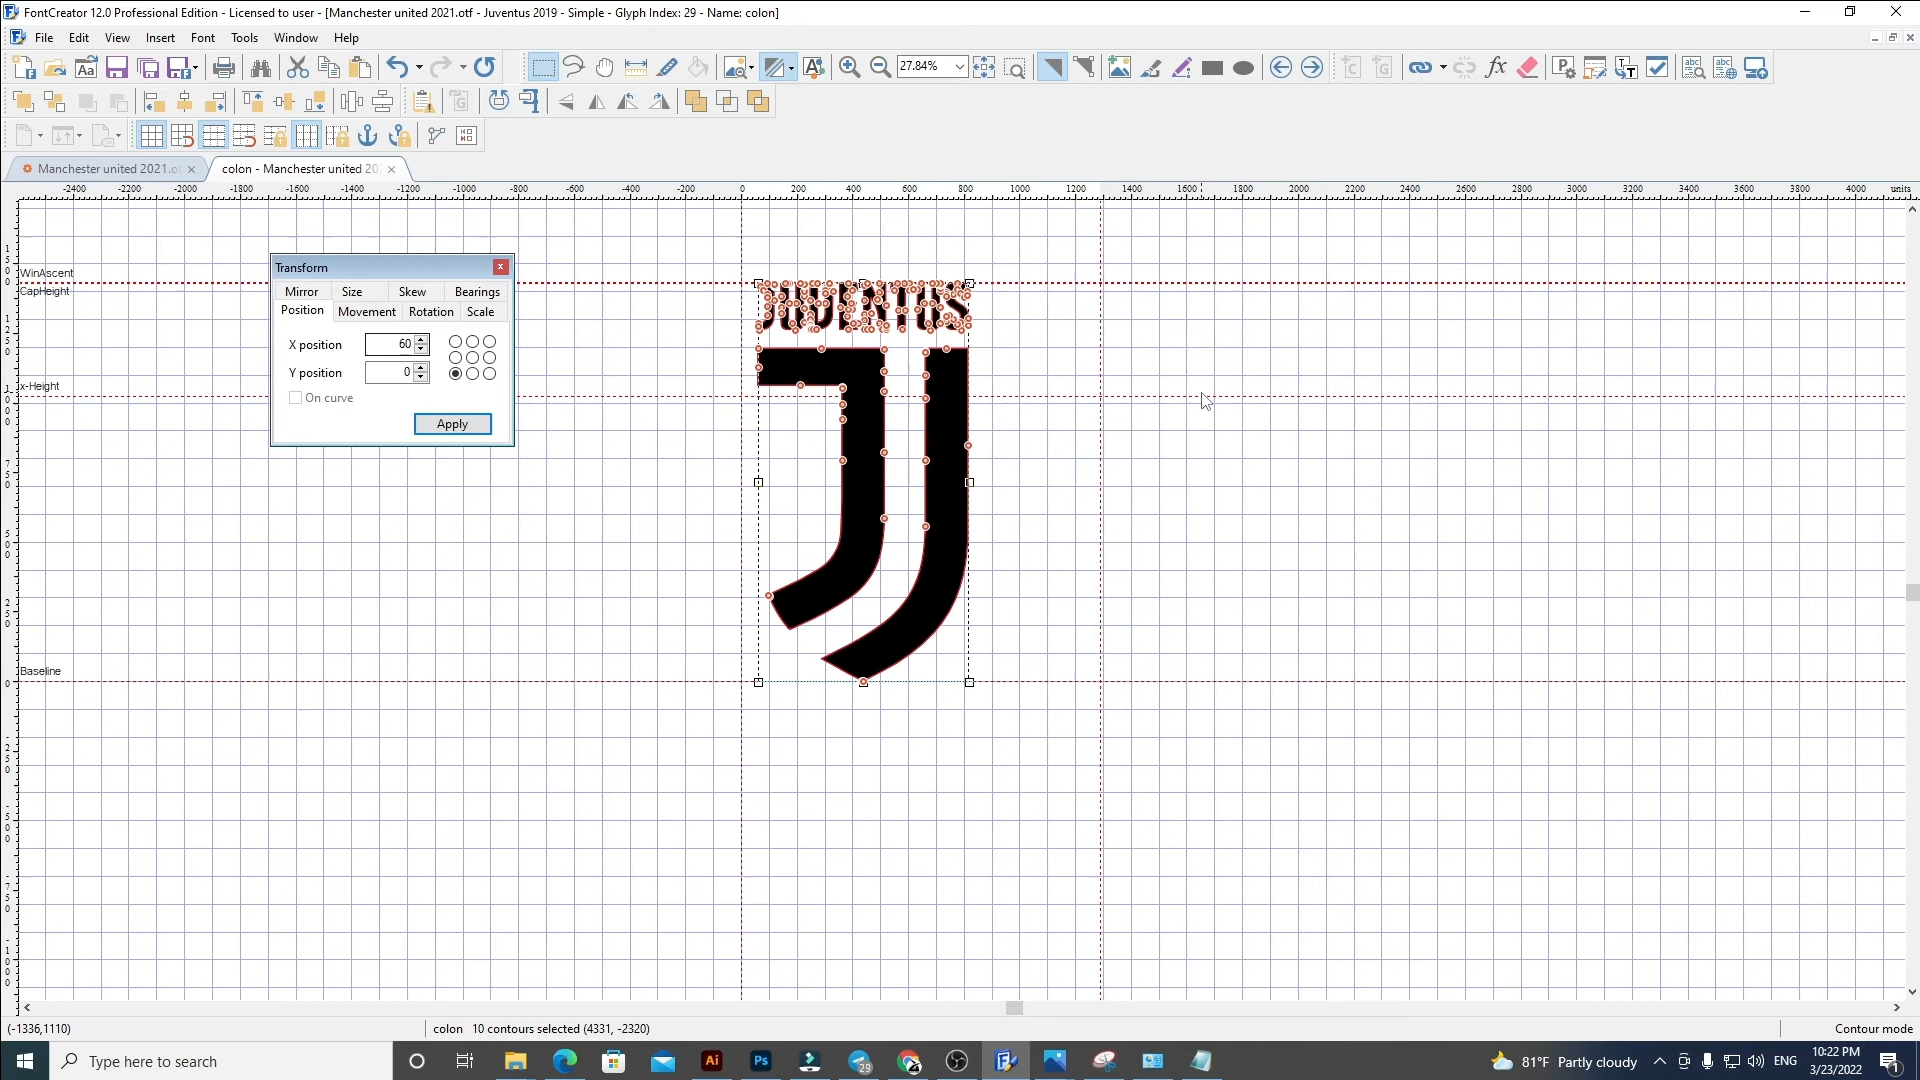 FontCreator 12.0 Professional Edition - Licensed to user - [Manchester united 2021.otf - Juventus 2019 - Simple - Glyph Index: 29 - Name: colon]
File Edit View Insert Font Tools Window Help
27.84%
Manchester united 2021.o
colon - Manchester united 20
-2400 -2200 -2000 -1800 -1600 -1400 -1200 -1000 -800 -600 -400 -200 0 200 400 600 800 1000 1200 1400 1600 1800 2000 2200 2400 2600 2800 3000 3200 3400 3600 3800 4000 units
WinAscent
CapHeight
x-Height
Baseline
Transform
Mirror Size Skew Bearings
Position Movement Rotation Scale
X position 60
Y position 0
On curve
Apply
JUVENTUS
(-1336,1110)
colon 10 contours selected (4331, -2320)
Contour mode
Type here to search
Ai
Ps
29
81°F Partly cloudy
ENG
10:22 PM
3/23/2022
1